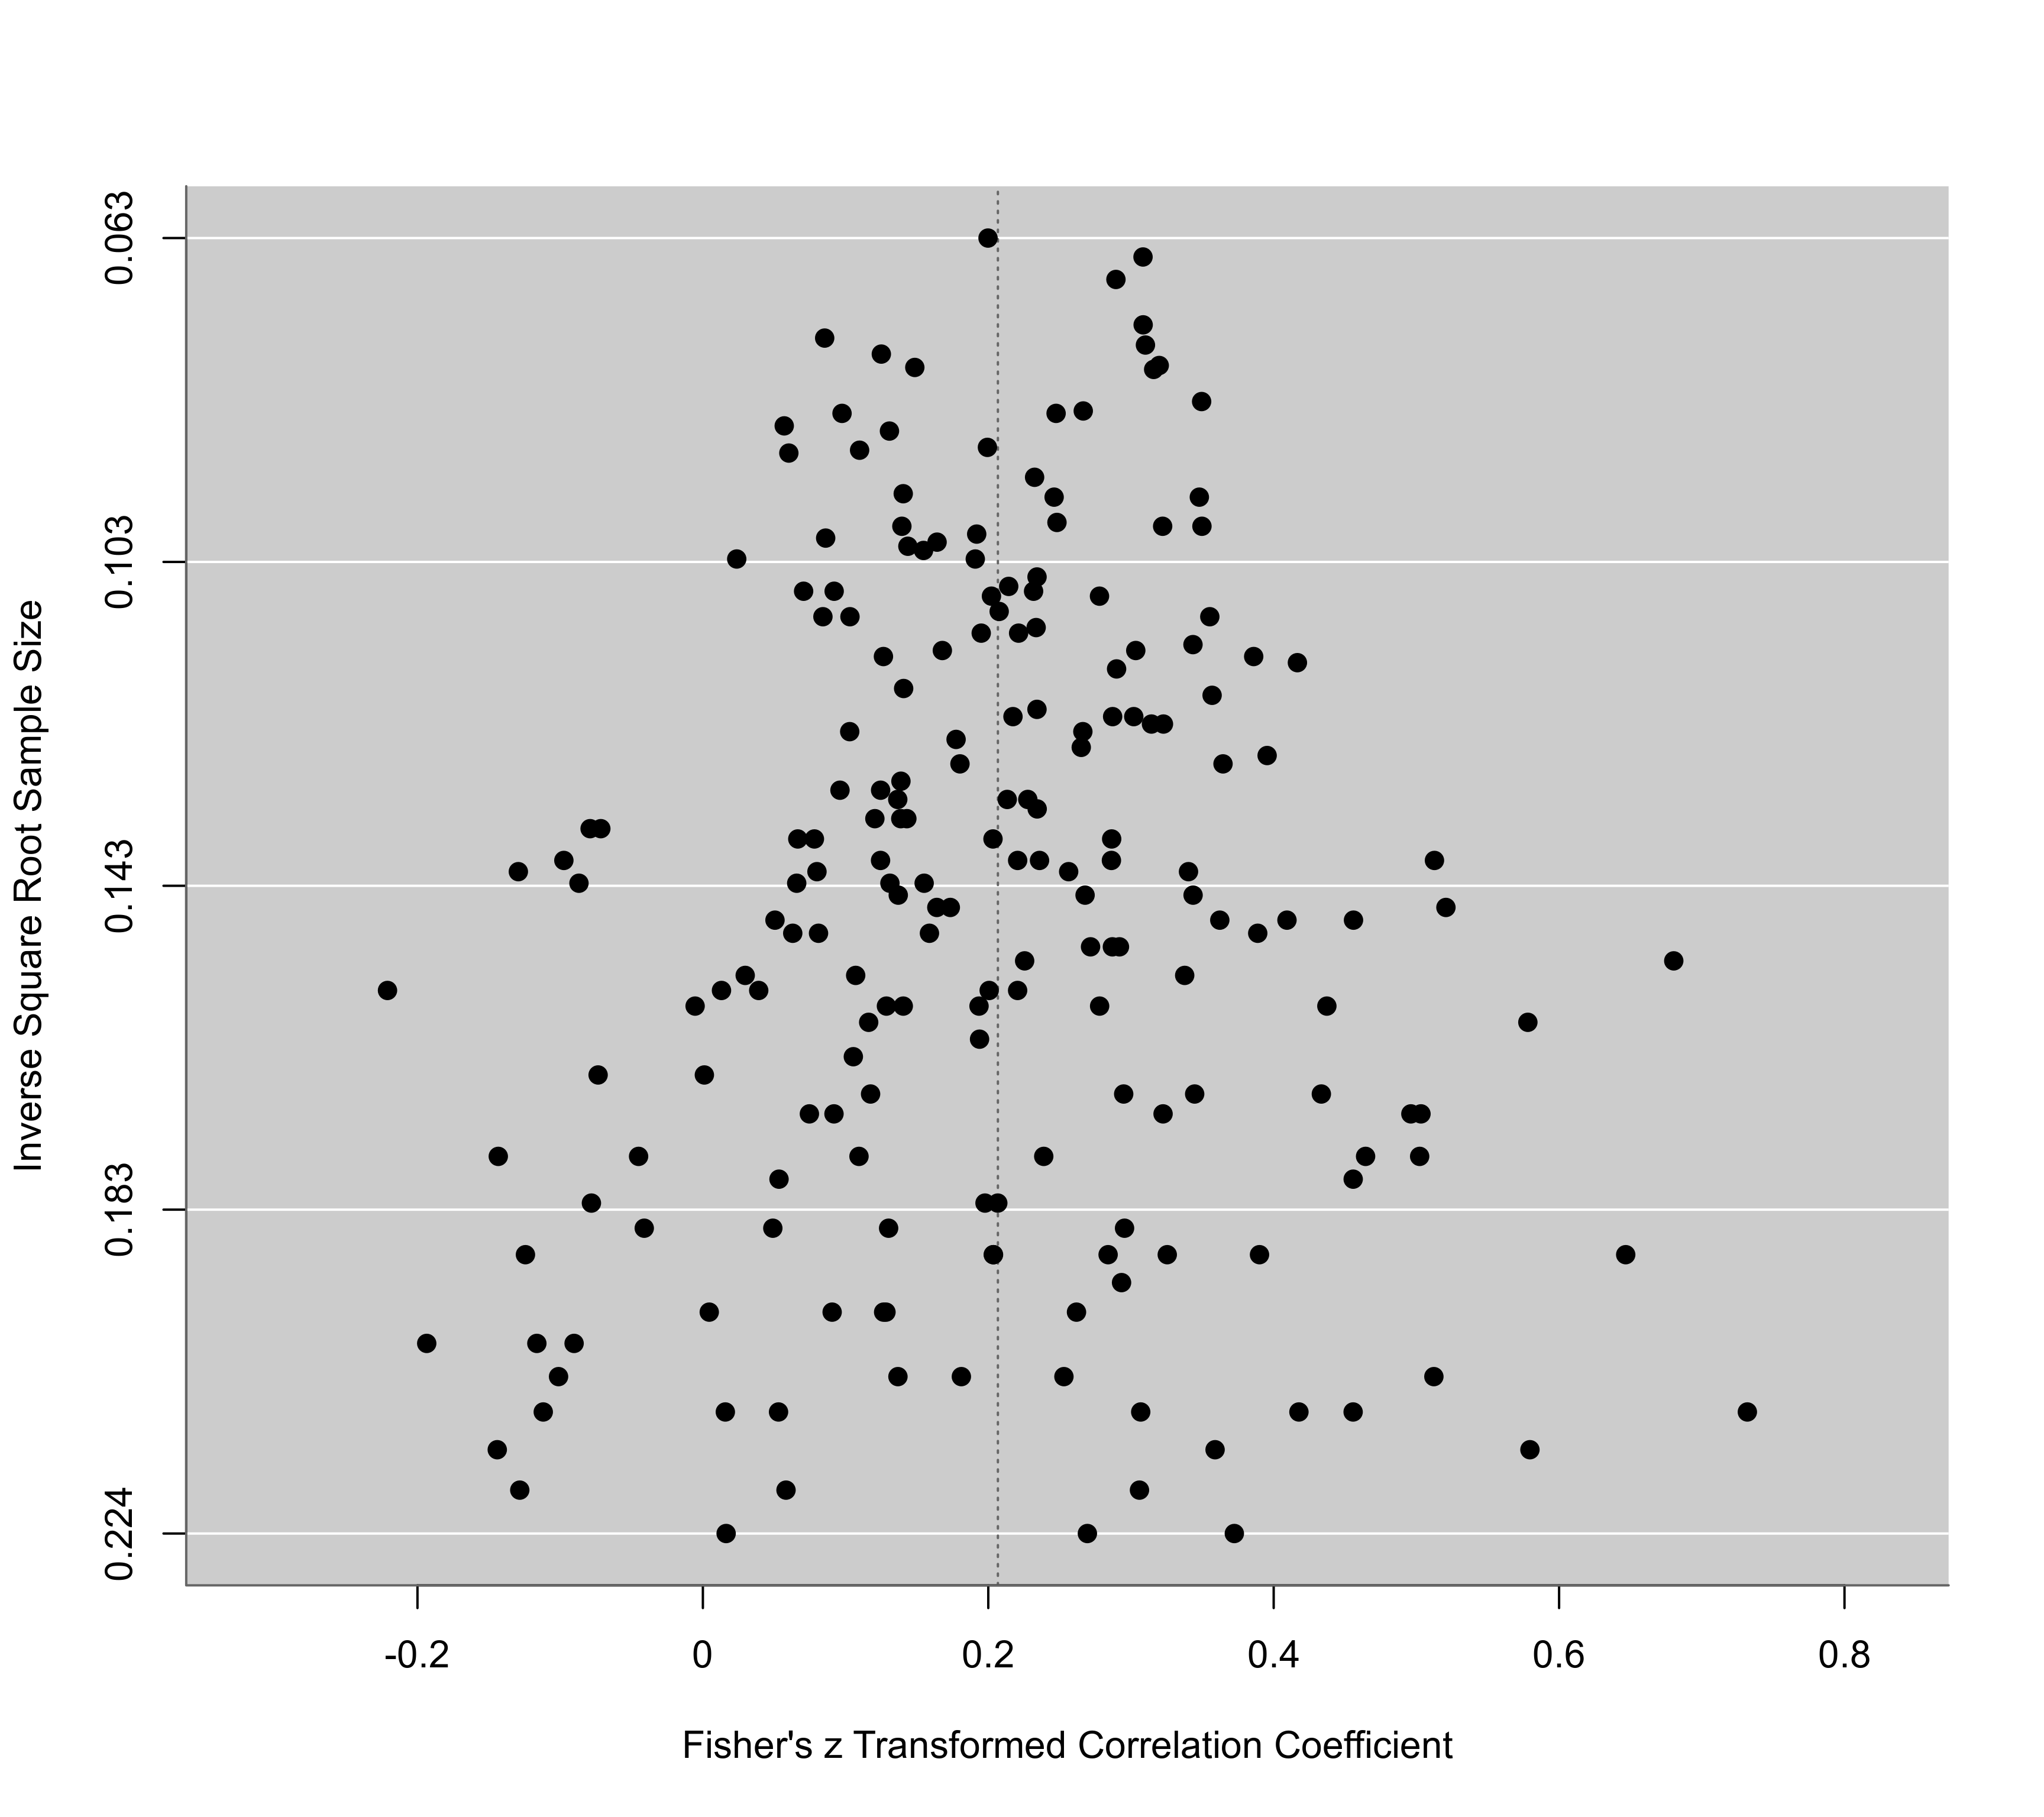 0.063
0.103
0.143
0.183
0.224
Inverse Square Root Sample Size
-0.2 0 0.2 0.4 0.6 0.8
Fisher's z Transformed Correlation Coefficient